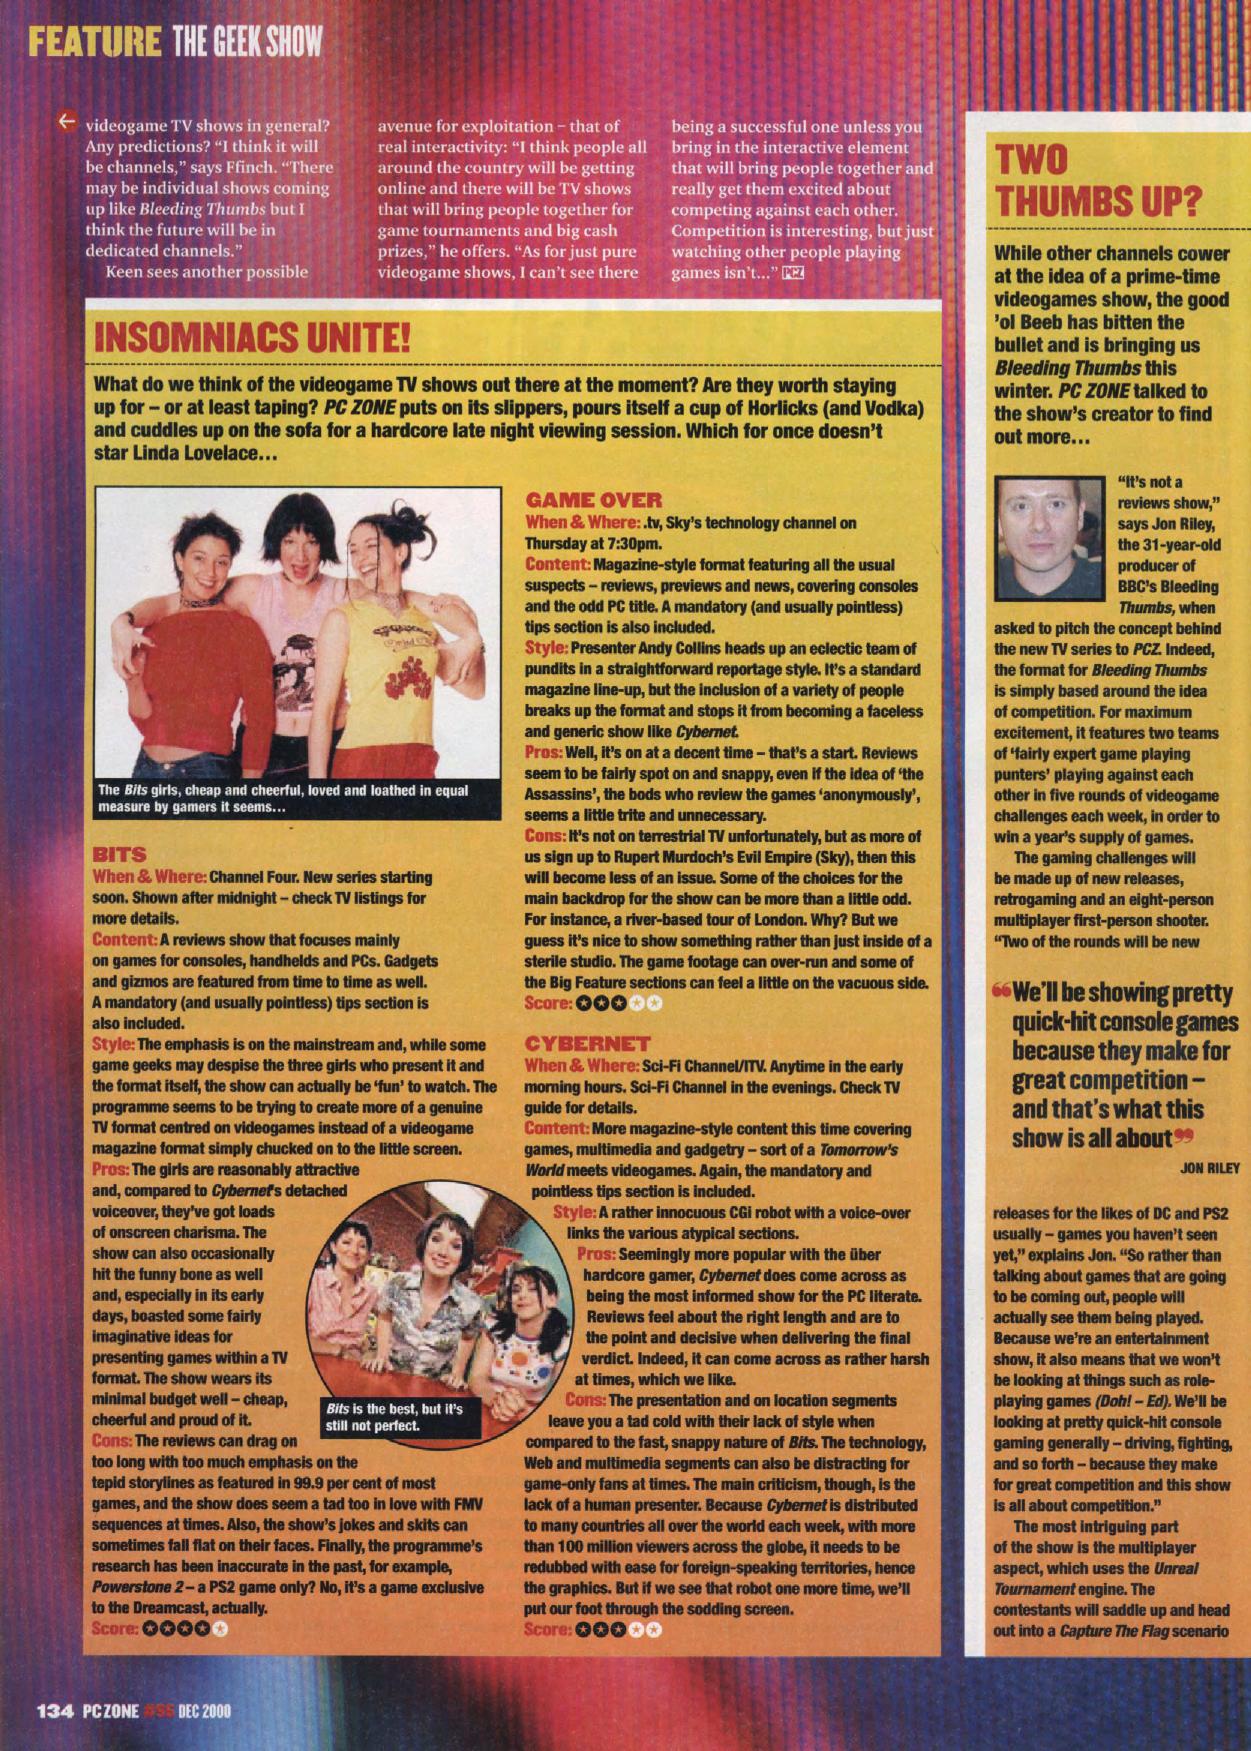 FEATURE THE GEEK SHOW
videogame TV shows in general?
Any predictions? “I think it will
be channels,” says Ffinch. “There
may be individual shows coming
up like Bleeding Thumbs but I
think the future will be in
dedicated channels.”
Keen sees another possible
avenue for exploitation – that of
real interactivity: “I think people all
around the country will be getting
online and there will be TV shows
that will bring people together for
game tournaments and big cash
prizes,” he offers. “As for just pure
videogame shows, I can't see there
being a successful one unless you
bring in the interactive element
that will bring people together and
really get them excited about
competing against each other.
Competition is interesting, but just
watching other people playing
games isn't...” PCZ
INSOMNIACS UNITE!
What do we think of the videogame TV shows out there at the moment? Are they worth staying
up for – or at least taping? PC ZONE puts on its slippers, pours itself a cup of Horlicks (and Vodka)
and cuddles up on the sofa for a hardcore late night viewing session. Which for once doesn't
star Linda Lovelace...
The Bits girls, cheap and cheerful, loved and loathed in equal
measure by gamers it seems...
BITS
When & Where: Channel Four. New series starting
soon. Shown after midnight – check TV listings for
more details.
Content: A reviews show that focuses mainly
on games for consoles, handhelds and PCs. Gadgets
and gizmos are featured from time to time as well.
A mandatory (and usually pointless) tips section is
also included.
Style: The emphasis is on the mainstream and, while some
game geeks may despise the three girls who present it and
the format itself, the show can actually be ‘fun’ to watch. The
programme seems to be trying to create more of a genuine
TV format centred on videogames instead of a videogame
magazine format simply chucked on to the little screen.
Pros: The girls are reasonably attractive
and, compared to Cybernet's detached
voiceover, they've got loads
of onscreen charisma. The
show can also occasionally
hit the funny bone as well
and, especially in its early
days, boasted some fairly
imaginative ideas for
presenting games within a TV
format. The show wears its
minimal budget well – cheap,
cheerful and proud of it.
Cons: The reviews can drag on
too long with too much emphasis on the
tepid storylines as featured in 99.9 per cent of most
games, and the show does seem a tad too in love with FMV
sequences at times. Also, the show's jokes and skits can
sometimes fall flat on their faces. Finally, the programme's
research has been inaccurate in the past, for example,
Powerstone 2 – a PS2 game only? No, it's a game exclusive
to the Dreamcast, actually.
Score:
Bits is the best, but it's
still not perfect.
GAME OVER
When & Where: .tv, Sky's technology channel on
Thursday at 7:30pm.
Content: Magazine-style format featuring all the usual
suspects – reviews, previews and news, covering consoles
and the odd PC title. A mandatory (and usually pointless)
tips section is also included.
Style: Presenter Andy Collins heads up an eclectic team of
pundits in a straightforward reportage style. It's a standard
magazine line-up, but the inclusion of a variety of people
breaks up the format and stops it from becoming a faceless
and generic show like Cybernet.
Pros: Well, it's on at a decent time – that's a start. Reviews
seem to be fairly spot on and snappy, even if the idea of ‘the
Assassins’, the bods who review the games ‘anonymously’,
seems a little trite and unnecessary.
Cons: It's not on terrestrial TV unfortunately, but as more of
us sign up to Rupert Murdoch's Evil Empire (Sky), then this
will become less of an issue. Some of the choices for the
main backdrop for the show can be more than a little odd.
For instance, a river-based tour of London. Why? But we
guess it's nice to show something rather than just inside of a
sterile studio. The game footage can over-run and some of
the Big Feature sections can feel a little on the vacuous side.
Score:
CYBERNET
When & Where: Sci-Fi Channel/ITV. Anytime in the early
morning hours. Sci-Fi Channel in the evenings. Check TV
guide for details.
Content: More magazine-style content this time covering
games, multimedia and gadgetry – sort of a Tomorrow's
World meets videogames. Again, the mandatory and
pointless tips section is included.
Style: A rather innocuous CGi robot with a voice-over
links the various atypical sections.
Pros: Seemingly more popular with the über
hardcore gamer, Cybernet does come across as
being the most informed show for the PC literate.
Reviews feel about the right length and are to
the point and decisive when delivering the final
verdict. Indeed, it can come across as rather harsh
at times, which we like.
Cons: The presentation and on location segments
leave you a tad cold with their lack of style when
compared to the fast, snappy nature of Bits. The technology,
Web and multimedia segments can also be distracting for
game-only fans at times. The main criticism, though, is the
lack of a human presenter. Because Cybernet is distributed
to many countries all over the world each week, with more
than 100 million viewers across the globe, it needs to be
redubbed with ease for foreign-speaking territories, hence
the graphics. But if we see that robot one more time, we'll
put our foot through the sodding screen.
Score:
TWO
THUMBS UP?
While other channels cower
at the idea of a prime-time
videogames show, the good
'ol Beeb has bitten the
bullet and is bringing us
Bleeding Thumbs this
winter. PC ZONE talked to
the show's creator to find
out more...
“It's not a
reviews show,”
says Jon Riley,
the 31-year-old
producer of
BBC's Bleeding
Thumbs, when
asked to pitch the concept behind
the new TV series to PCZ. Indeed,
the format for Bleeding Thumbs
is simply based around the idea
of competition. For maximum
excitement, it features two teams
of ‘fairly expert game playing
punters’ playing against each
other in five rounds of videogame
challenges each week, in order to
win a year's supply of games.
The gaming challenges will
be made up of new releases,
retrogaming and an eight-person
multiplayer first-person shooter.
“Two of the rounds will be new
“We'll be showing pretty
quick-hit console games
because they make for
great competition –
and that's what this
show is all about”
JON RILEY
releases for the likes of DC and PS2
usually – games you haven't seen
yet,” explains Jon. “So rather than
talking about games that are going
to be coming out, people will
actually see them being played.
Because we're an entertainment
show, it also means that we won't
be looking at things such as role-
playing games (Doh! – Ed). We'll be
looking at pretty quick-hit console
gaming generally – driving, fighting,
and so forth – because they make
for great competition and this show
is all about competition.”
The most intriguing part
of the show is the multiplayer
aspect, which uses the Unreal
Tournament engine. The
contestants will saddle up and head
out into a Capture The Flag scenario
134 PCZONE #95 DEC 2000